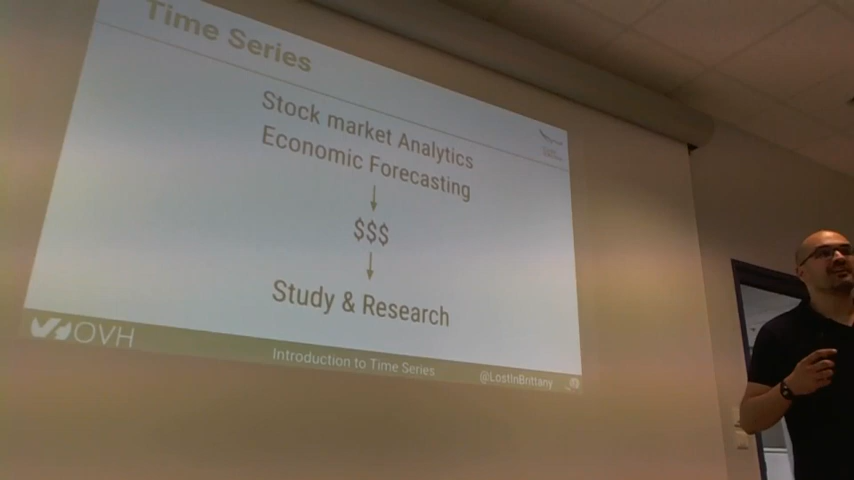 Time Series
Stock market Analytics
Economic Forecasting
$$$
Study & Research
OVH
Introduction to Time Series
@LostInBrittany